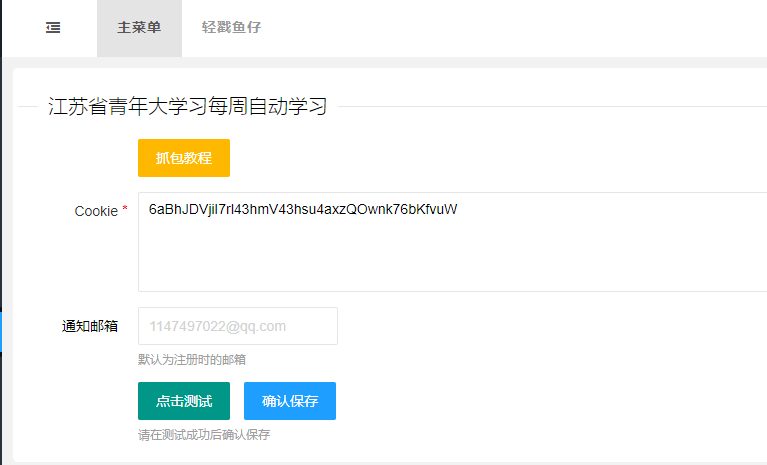 主菜单 轻戳鱼仔
江苏省青年大学习每周自动学习
抓包教程
Cookie * 6aBhJDVjil7rl43hmV43hsu4axzQOwnk76bKfvuW
通知邮箱 1147497022@qq.com
默认为注册时的邮箱
点击测试 确认保存
请在测试成功后确认保存